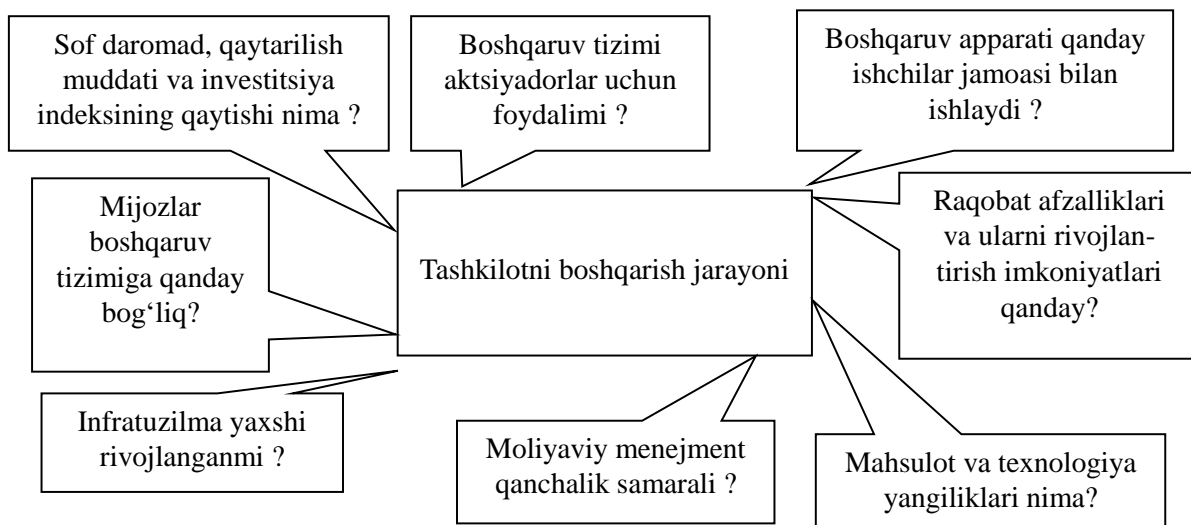 Sof daromad, qaytarilish
muddati va investitsiya
indeksining qaytishi nima ?
Boshqaruv tizimi
aktsiyadorlar uchun
foydalimi ?
Boshqaruv apparati qanday
ishchilar jamoasi bilan
ishlaydi ?
Mijozlar
boshqaruv
tizimiga qanday
bog‘liq?
Tashkilotni boshqarish jarayoni
Raqobat afzalliklari
va ularni rivojlan-
tirish imkoniyatlari
qanday?
Infratuzilma yaxshi
rivojlanganmi ?
Moliyaviy menejment
qanchalik samarali ?
Mahsulot va texnologiya
yangiliklari nima?